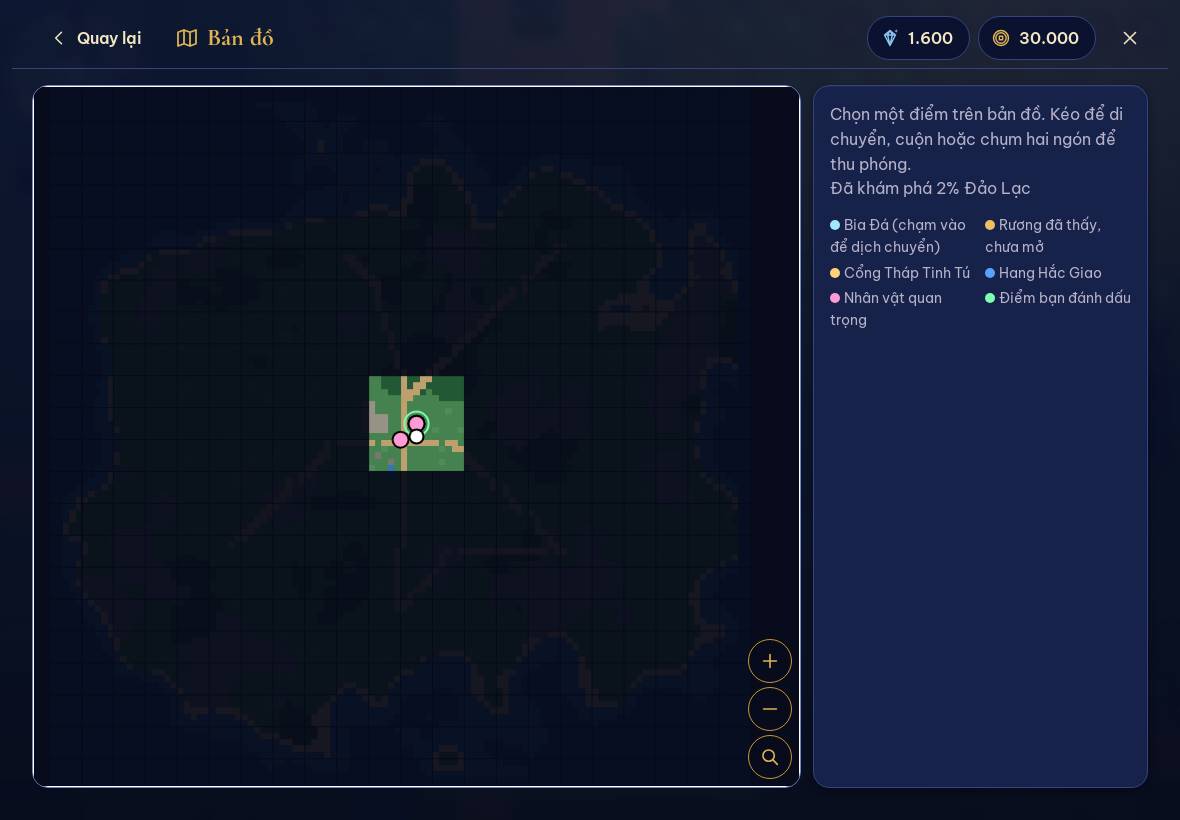 Quay lại
Bản đồ
1.600
30.000
Chọn một điểm trên bản đồ. Kéo để di
chuyển, cuộn hoặc chụm hai ngón để
thu phóng.
Đã khám phá 2% Đảo Lạc
Bia Đá (chạm vào
để dịch chuyển)
Rương đã thấy,
chưa mở
Cổng Tháp Tinh Tú
Hang Hắc Giao
Nhân vật quan
trọng
Điểm bạn đánh dấu